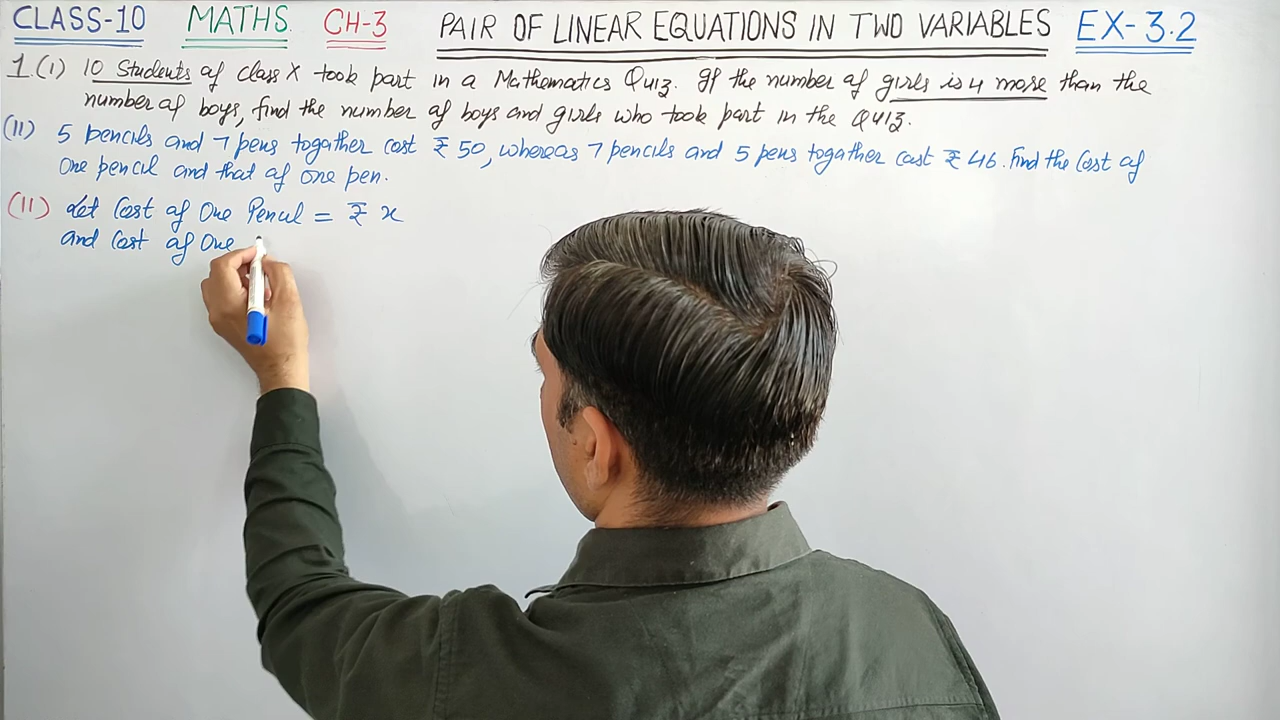 CLASS-10 MATHS CH-3 PAIR OF LINEAR EQUATIONS IN TWO VARIABLES EX-3.2
1.(i) 10 Students of class X took part in a Mathematics Quiz. If the number of girls is 4 more than the
number of boys, find the number of boys and girls who took part in the Quiz.
(II) 5 pencils and 7 pens togather cost ₹ 50, whereas 7 pencils and 5 pens togather cost ₹ 46. Find the Cost of
One pencil and that of one pen.
(II) Let Cost of One Pencil = ₹ x
and Cost of One